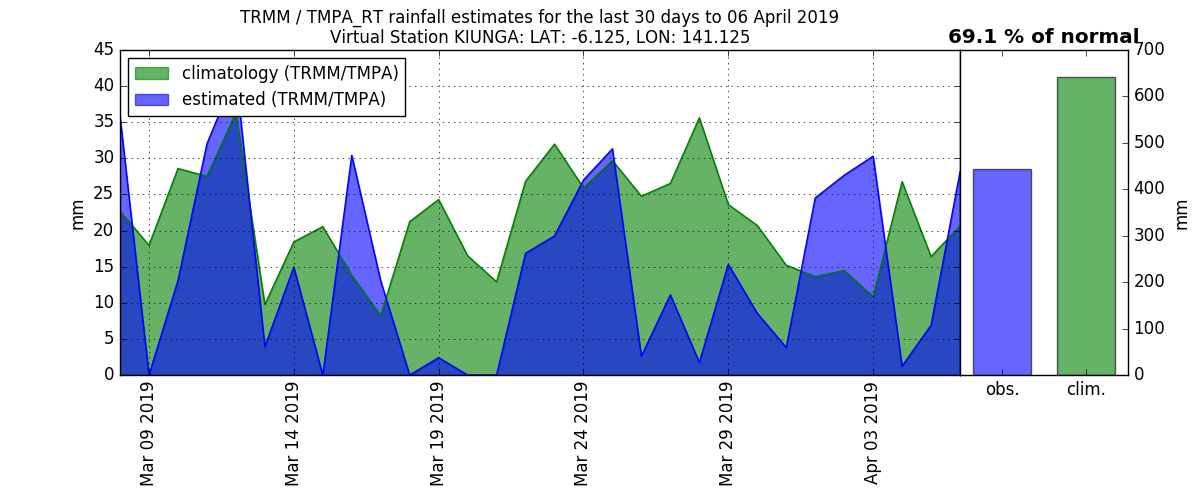 TRMM / TMPA_RT rainfall estimates for the last 30 days to 06 April 2019
Virtual Station KIUNGA: LAT: -6.125, LON: 141.125
69.1 % of normal
climatology (TRMM/TMPA)
estimated (TRMM/TMPA)
45
40
35
30
25
20
15
10
5
0
mm
Mar 09 2019
Mar 14 2019
Mar 19 2019
Mar 24 2019
Mar 29 2019
Apr 03 2019
obs.
clim.
700
600
500
400
300
200
100
0
mm